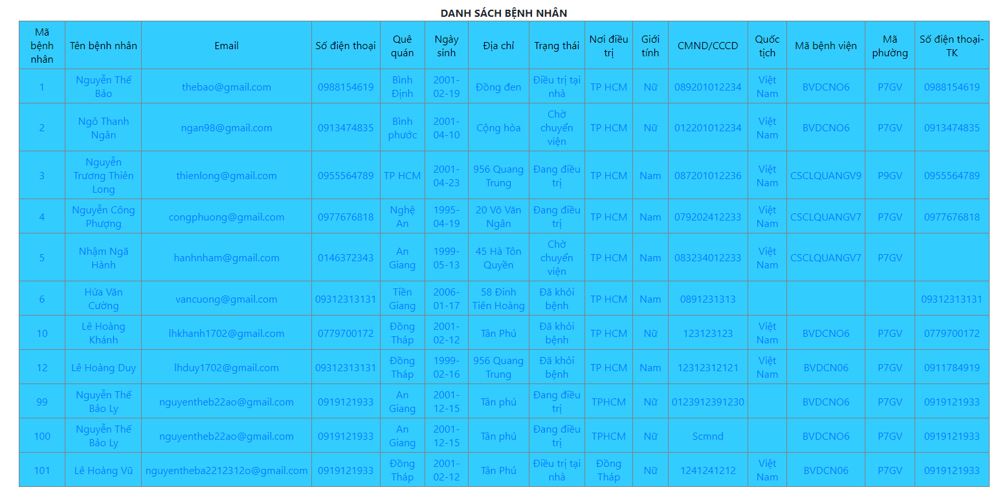 DANH SÁCH BỆNH NHÂN
Mã bệnh nhân Tên bệnh nhân Email Số điện thoại Quê quán Ngày sinh Địa chỉ Trạng thái Nơi điều trị Giới tính CMND/CCCD Quốc tịch Mã bệnh viện Mã phường Số điện thoại-TK
1 Nguyễn Thế Bảo thebao@gmail.com 0988154619 Bình Định 2001-02-19 Đồng đen Điều trị tại nhà TP HCM Nữ 089201012234 Việt Nam BVDCNO6 P7GV 0988154619
2 Ngô Thanh Ngân ngan98@gmail.com 0913474835 Bình phước 2001-04-10 Cộng hòa Chờ chuyển viện TP HCM Nữ 012201012234 Việt Nam BVDCNO6 P7GV 0913474835
3 Nguyễn Trương Thiên Long thienlong@gmail.com 0955564789 TP HCM 2001-04-23 956 Quang Trung Đang điều trị TP HCM Nam 087201012236 Việt Nam CSCLQUANGV9 P9GV 0955564789
4 Nguyễn Công Phượng congphuong@gmail.com 0977676818 Nghệ An 1995-04-19 20 Võ Văn Ngân Đang điều trị TP HCM Nam 079202412233 Việt Nam CSCLQUANGV7 P7GV 0977676818
5 Nhậm Ngã Hành hanhnham@gmail.com 0146372343 An Giang 1999-05-13 45 Hà Tôn Quyền Chờ chuyển viện TP HCM Nam 083234012233 Việt Nam CSCLQUANGV7 P7GV
6 Hứa Văn Cường vancuong@gmail.com 09312313131 Tiền Giang 2006-01-17 58 Đinh Tiên Hoàng Đã khỏi bệnh TP HCM Nam 0891231313 09312313131
10 Lê Hoàng Khánh lhkhanh1702@gmail.com 0779700172 Đồng Tháp 2001-02-12 Tân Phú Đã khỏi bệnh TP HCM Nữ 123123123 Việt Nam BVDCNO6 P7GV 0779700172
12 Lê Hoàng Duy lhduy1702@gmail.com 09312313131 Đồng Tháp 1999-02-16 956 Quang Trung Đã khỏi bệnh TP HCM Nam 12312312121 Việt Nam BVDCN06 P7GV 0911784919
99 Nguyễn Thế Bảo Ly nguyentheb22ao@gmail.com 0919121933 An Giang 2001-12-15 Tân phú Đang điều trị TPHCM Nữ 0123912391230 BVDCNO6 P7GV 0919121933
100 Nguyễn Thế Bảo Ly nguyentheb22ao@gmail.com 0919121933 An Giang 2001-12-15 Tân phú Đang điều trị TPHCM Nữ Scmnd BVDCNO6 P7GV 0919121933
101 Lê Hoàng Vũ nguyentheba2212312o@gmail.com 0919121933 Đồng Tháp 2001-02-12 Tân Phú Điều trị tại nhà Đồng Tháp Nữ 1241241212 Việt Nam BVDCN06 P7GV 0919121933